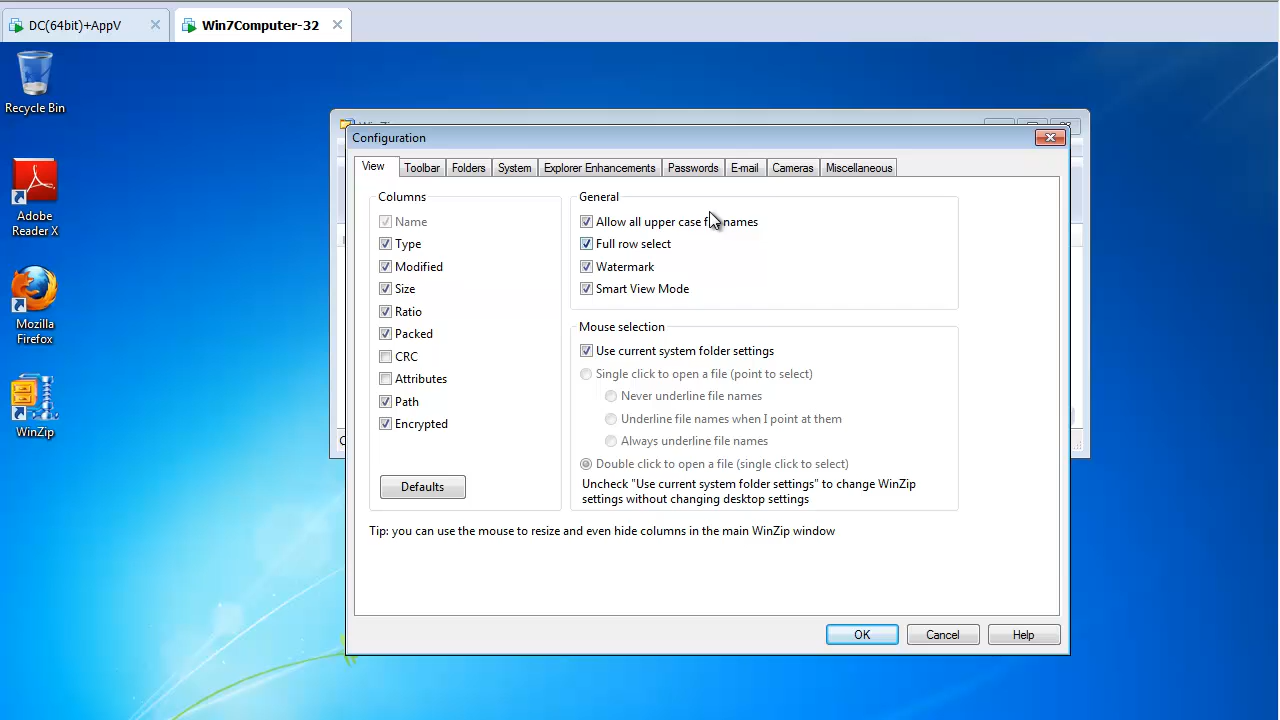 DC(64bit)+AppV
Win7Computer-32
Recycle Bin
Adobe
Reader X
Mozilla
Firefox
WinZip
Configuration
View
Toolbar
Folders
System
Explorer Enhancements
Passwords
E-mail
Cameras
Miscellaneous
Columns
Name
Type
Modified
Size
Ratio
Packed
CRC
Attributes
Path
Encrypted
Defaults
General
Allow all upper case names
Full row select
Watermark
Smart View Mode
Mouse selection
Use current system folder settings
Single click to open a file (point to select)
Never underline file names
Underline file names when I point at them
Always underline file names
Double click to open a file (single click to select)
Uncheck "Use current system folder settings" to change WinZip
settings without changing desktop settings
Tip: you can use the mouse to resize and even hide columns in the main WinZip window
OK
Cancel
Help